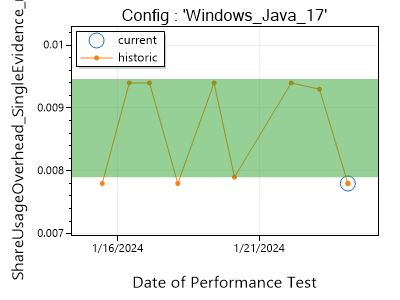 Config : 'Windows_Java_17'
current
historic
0.01
0.009
0.008
0.007
1/16/2024
1/21/2024
Date of Performance Test
ShareUsageOverhead_SingleEvidence_